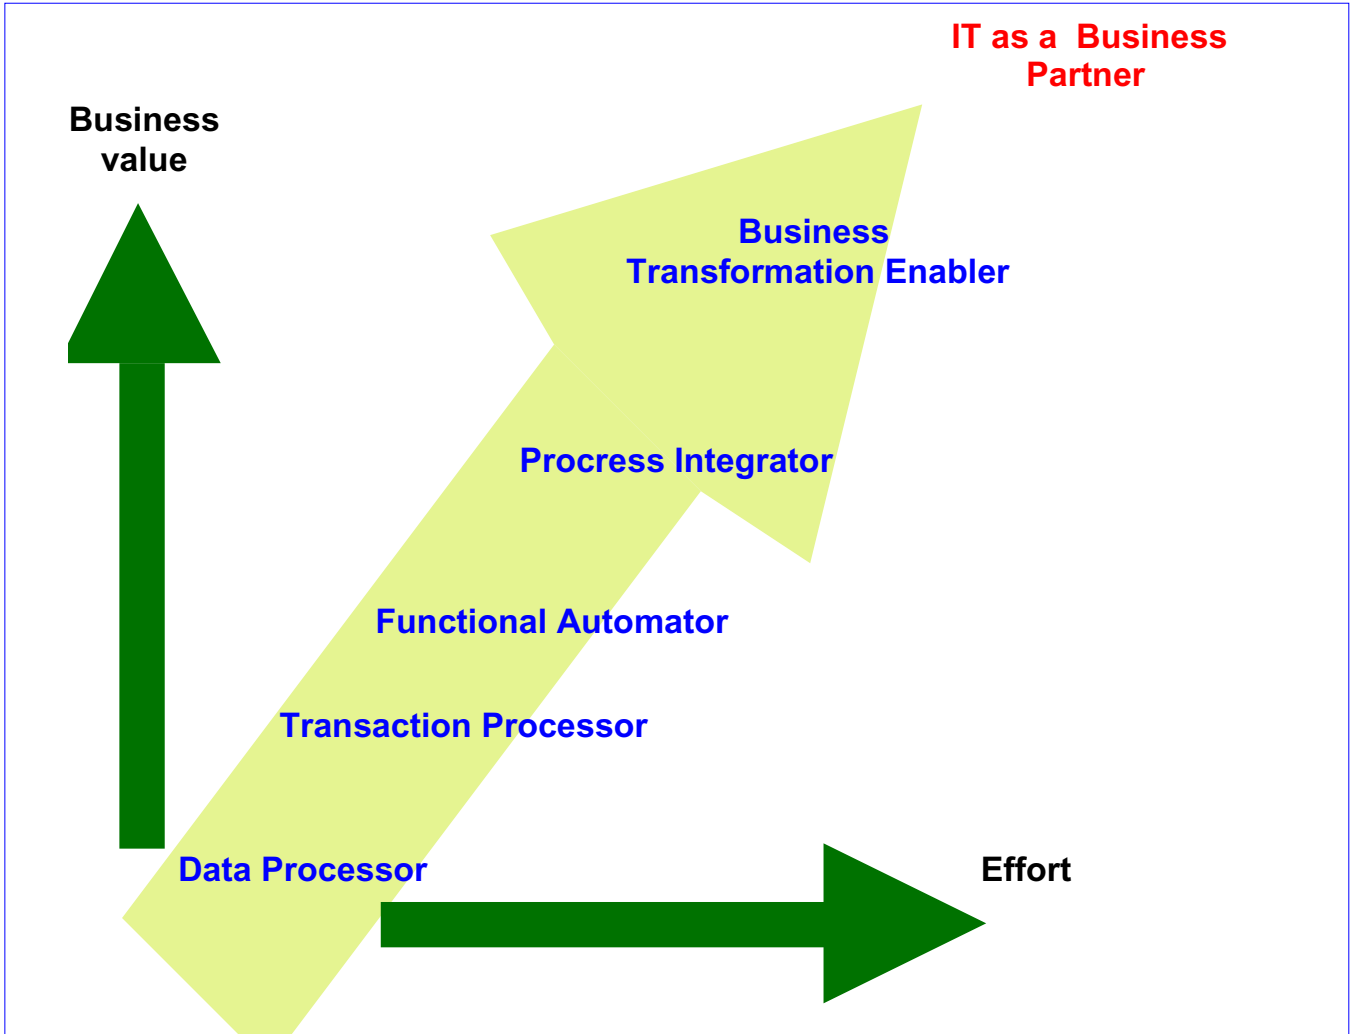 IT as a  Business
Partner
Business
value
Business
Transformation Enabler
Procress Integrator
Functional Automator
Transaction Processor
Data Processor
Effort